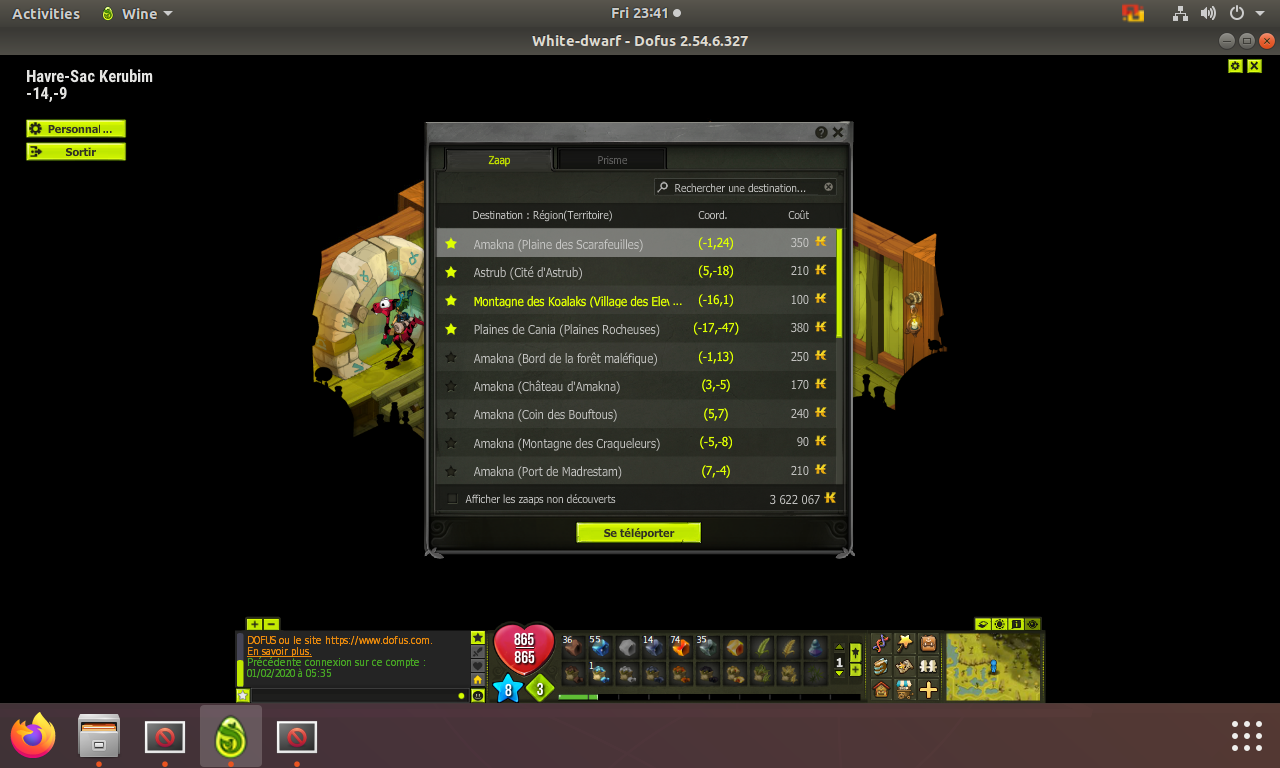 Activities Wine Fri 23:41
White-dwarf - Dofus 2.54.6.327
Havre-Sac Kerubim
-14,-9
Personnal ...
Sortir
Zaap Prisme
Rechercher une destination...
Destination : Région(Territoire) Coord. Coût
Amakna (Plaine des Scarafeuilles) (-1,24) 350
Astrub (Cité d'Astrub) (5,-18) 210
Montagne des Koalaks (Village des Elev ... (-16,1) 100
Plaines de Cania (Plaines Rocheuses) (-17,-47) 380
Amakna (Bord de la forêt maléfique) (-1,13) 250
Amakna (Château d'Amakna) (3,-5) 170
Amakna (Coin des Bouftous) (5,7) 240
Amakna (Montagne des Craqueleurs) (-5,-8) 90
Amakna (Port de Madrestam) (7,-4) 210
Afficher les zaaps non découverts 3 622 067
Se téléporter
DOFUS ou le site https://www.dofus.com.
En savoir plus.
Précédente connexion sur ce compte :
01/02/2020 à 05:35
865
865
8 3
36 55 14 74 35
1
1